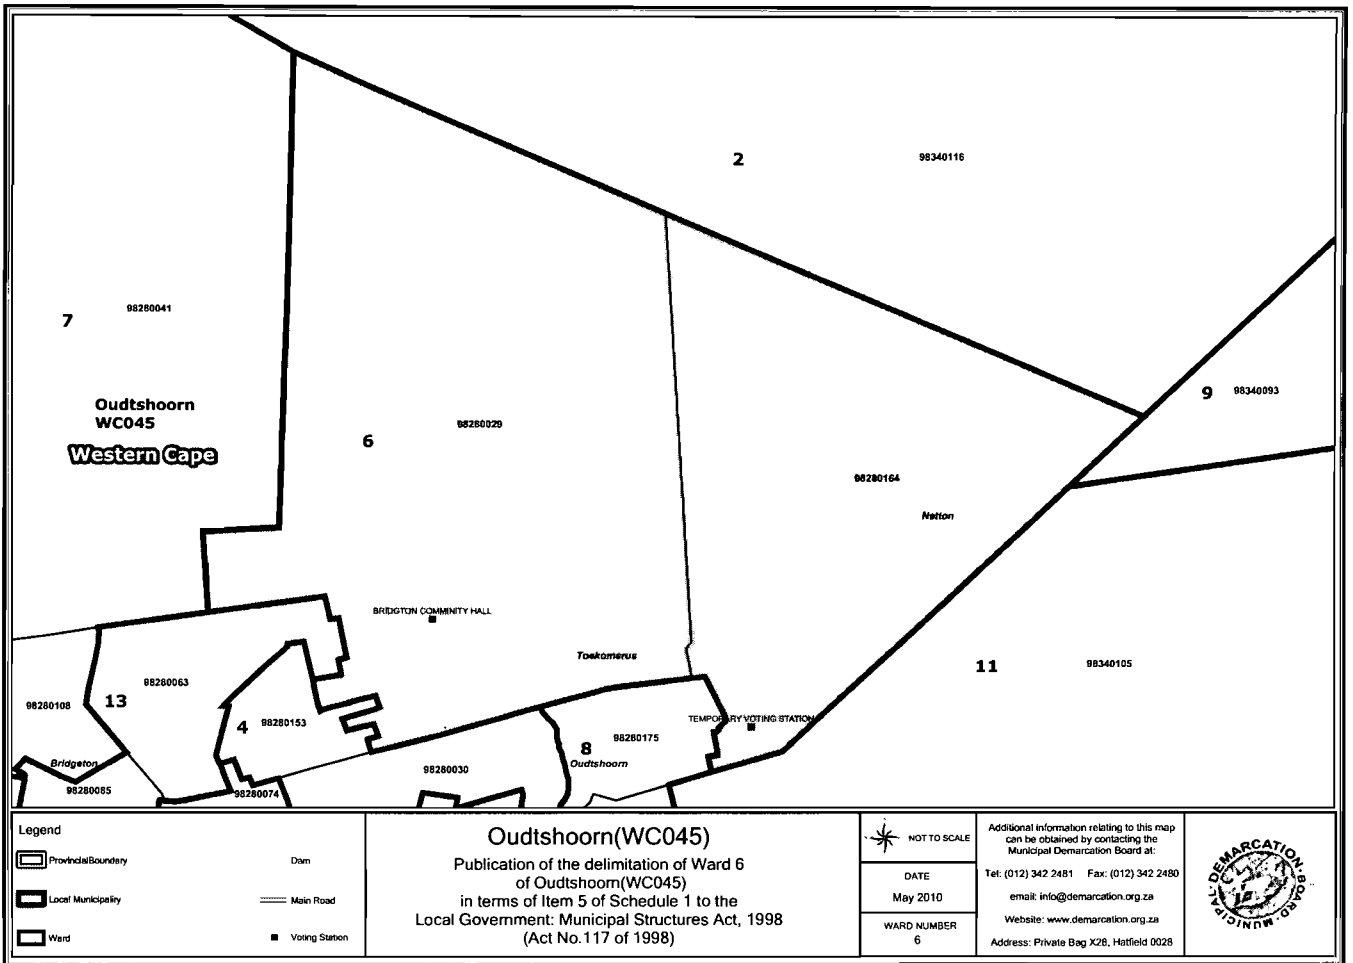 2
98340116
7
98280041
Oudtshoorn
WC045
Western Cape
9
98340093
6
98280029
98280164
Natton
BRIDGTON COMMINITY HALL
Toekomsrus
11
98340105
98280063
98280108
13
4
98280153
TEMPORARY VOTING STATION
8
98280175
Oudtshoorn
Bridgeton
98280030
98280085
98280074
Legend
Provincial Boundary
Local Municipality
Ward
Dam
Main Road
Voting Station
Oudtshoorn(WC045)
Publication of the delimitation of Ward 6
of Oudtshoorn(WC045)
in terms of Item 5 of Schedule 1 to the
Local Government: Municipal Structures Act, 1998
(Act No.117 of 1998)
NOT TO SCALE
DATE
May 2010
WARD NUMBER
6
Additional information relating to this map
can be obtained by contacting the
Municipal Demarcation Board at:
Tel: (012) 342 2481 Fax: (012) 342 2480
email: info@demarcation.org.za
Website: www.demarcation.org.za
Address: Private Bag X28, Hatfield 0028
MUNICIPAL·DEMARCATION·BOARD·